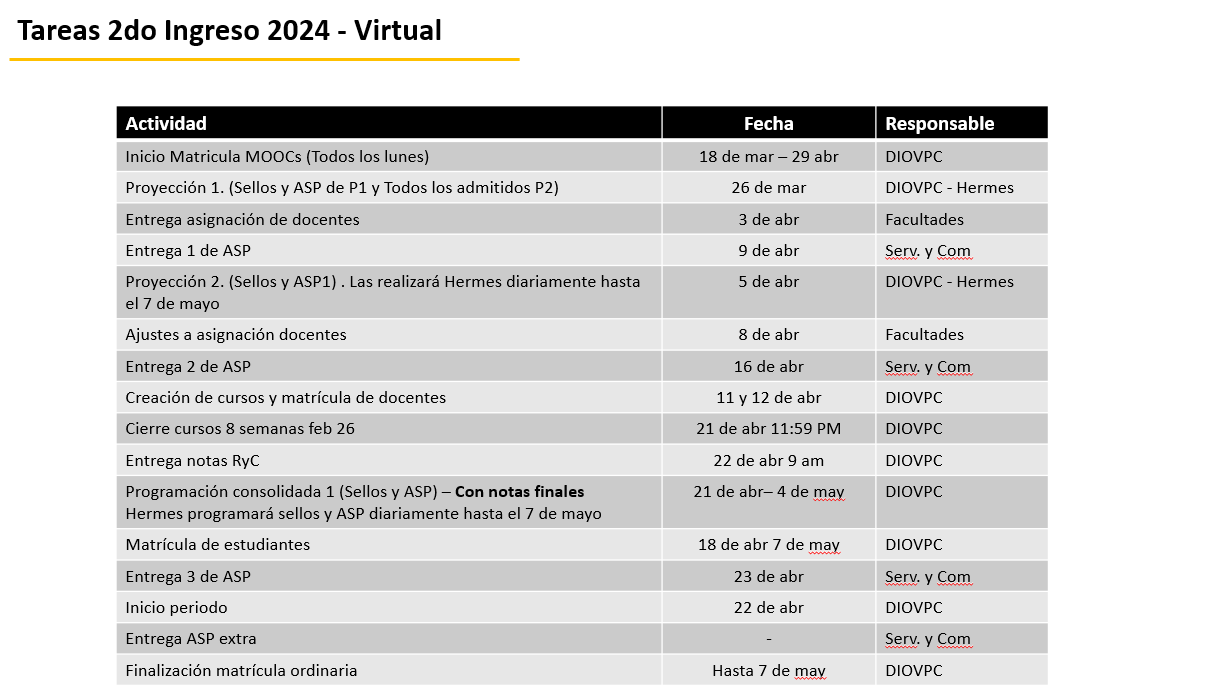 Tareas 2do Ingreso 2024 - Virtual
Actividad Fecha Responsable
Inicio Matricula MOOCs (Todos los lunes) 18 de mar – 29 abr DIOVPC
Proyección 1. (Sellos y ASP de P1 y Todos los admitidos P2) 26 de mar DIOVPC - Hermes
Entrega asignación de docentes 3 de abr Facultades
Entrega 1 de ASP 9 de abr Serv. y Com
Proyección 2. (Sellos y ASP1) . Las realizará Hermes diariamente hasta 5 de abr DIOVPC - Hermes
el 7 de mayo
Ajustes a asignación docentes 8 de abr Facultades
Entrega 2 de ASP 16 de abr Serv. y Com
Creación de cursos y matrícula de docentes 11 y 12 de abr DIOVPC
Cierre cursos 8 semanas feb 26 21 de abr 11:59 PM DIOVPC
Entrega notas RyC 22 de abr 9 am DIOVPC
Programación consolidada 1 (Sellos y ASP) – Con notas finales 21 de abr– 4 de may DIOVPC
Hermes programará sellos y ASP diariamente hasta el 7 de mayo
Matrícula de estudiantes 18 de abr 7 de may DIOVPC
Entrega 3 de ASP 23 de abr Serv. y Com
Inicio periodo 22 de abr DIOVPC
Entrega ASP extra - Serv. y Com
Finalización matrícula ordinaria Hasta 7 de may DIOVPC